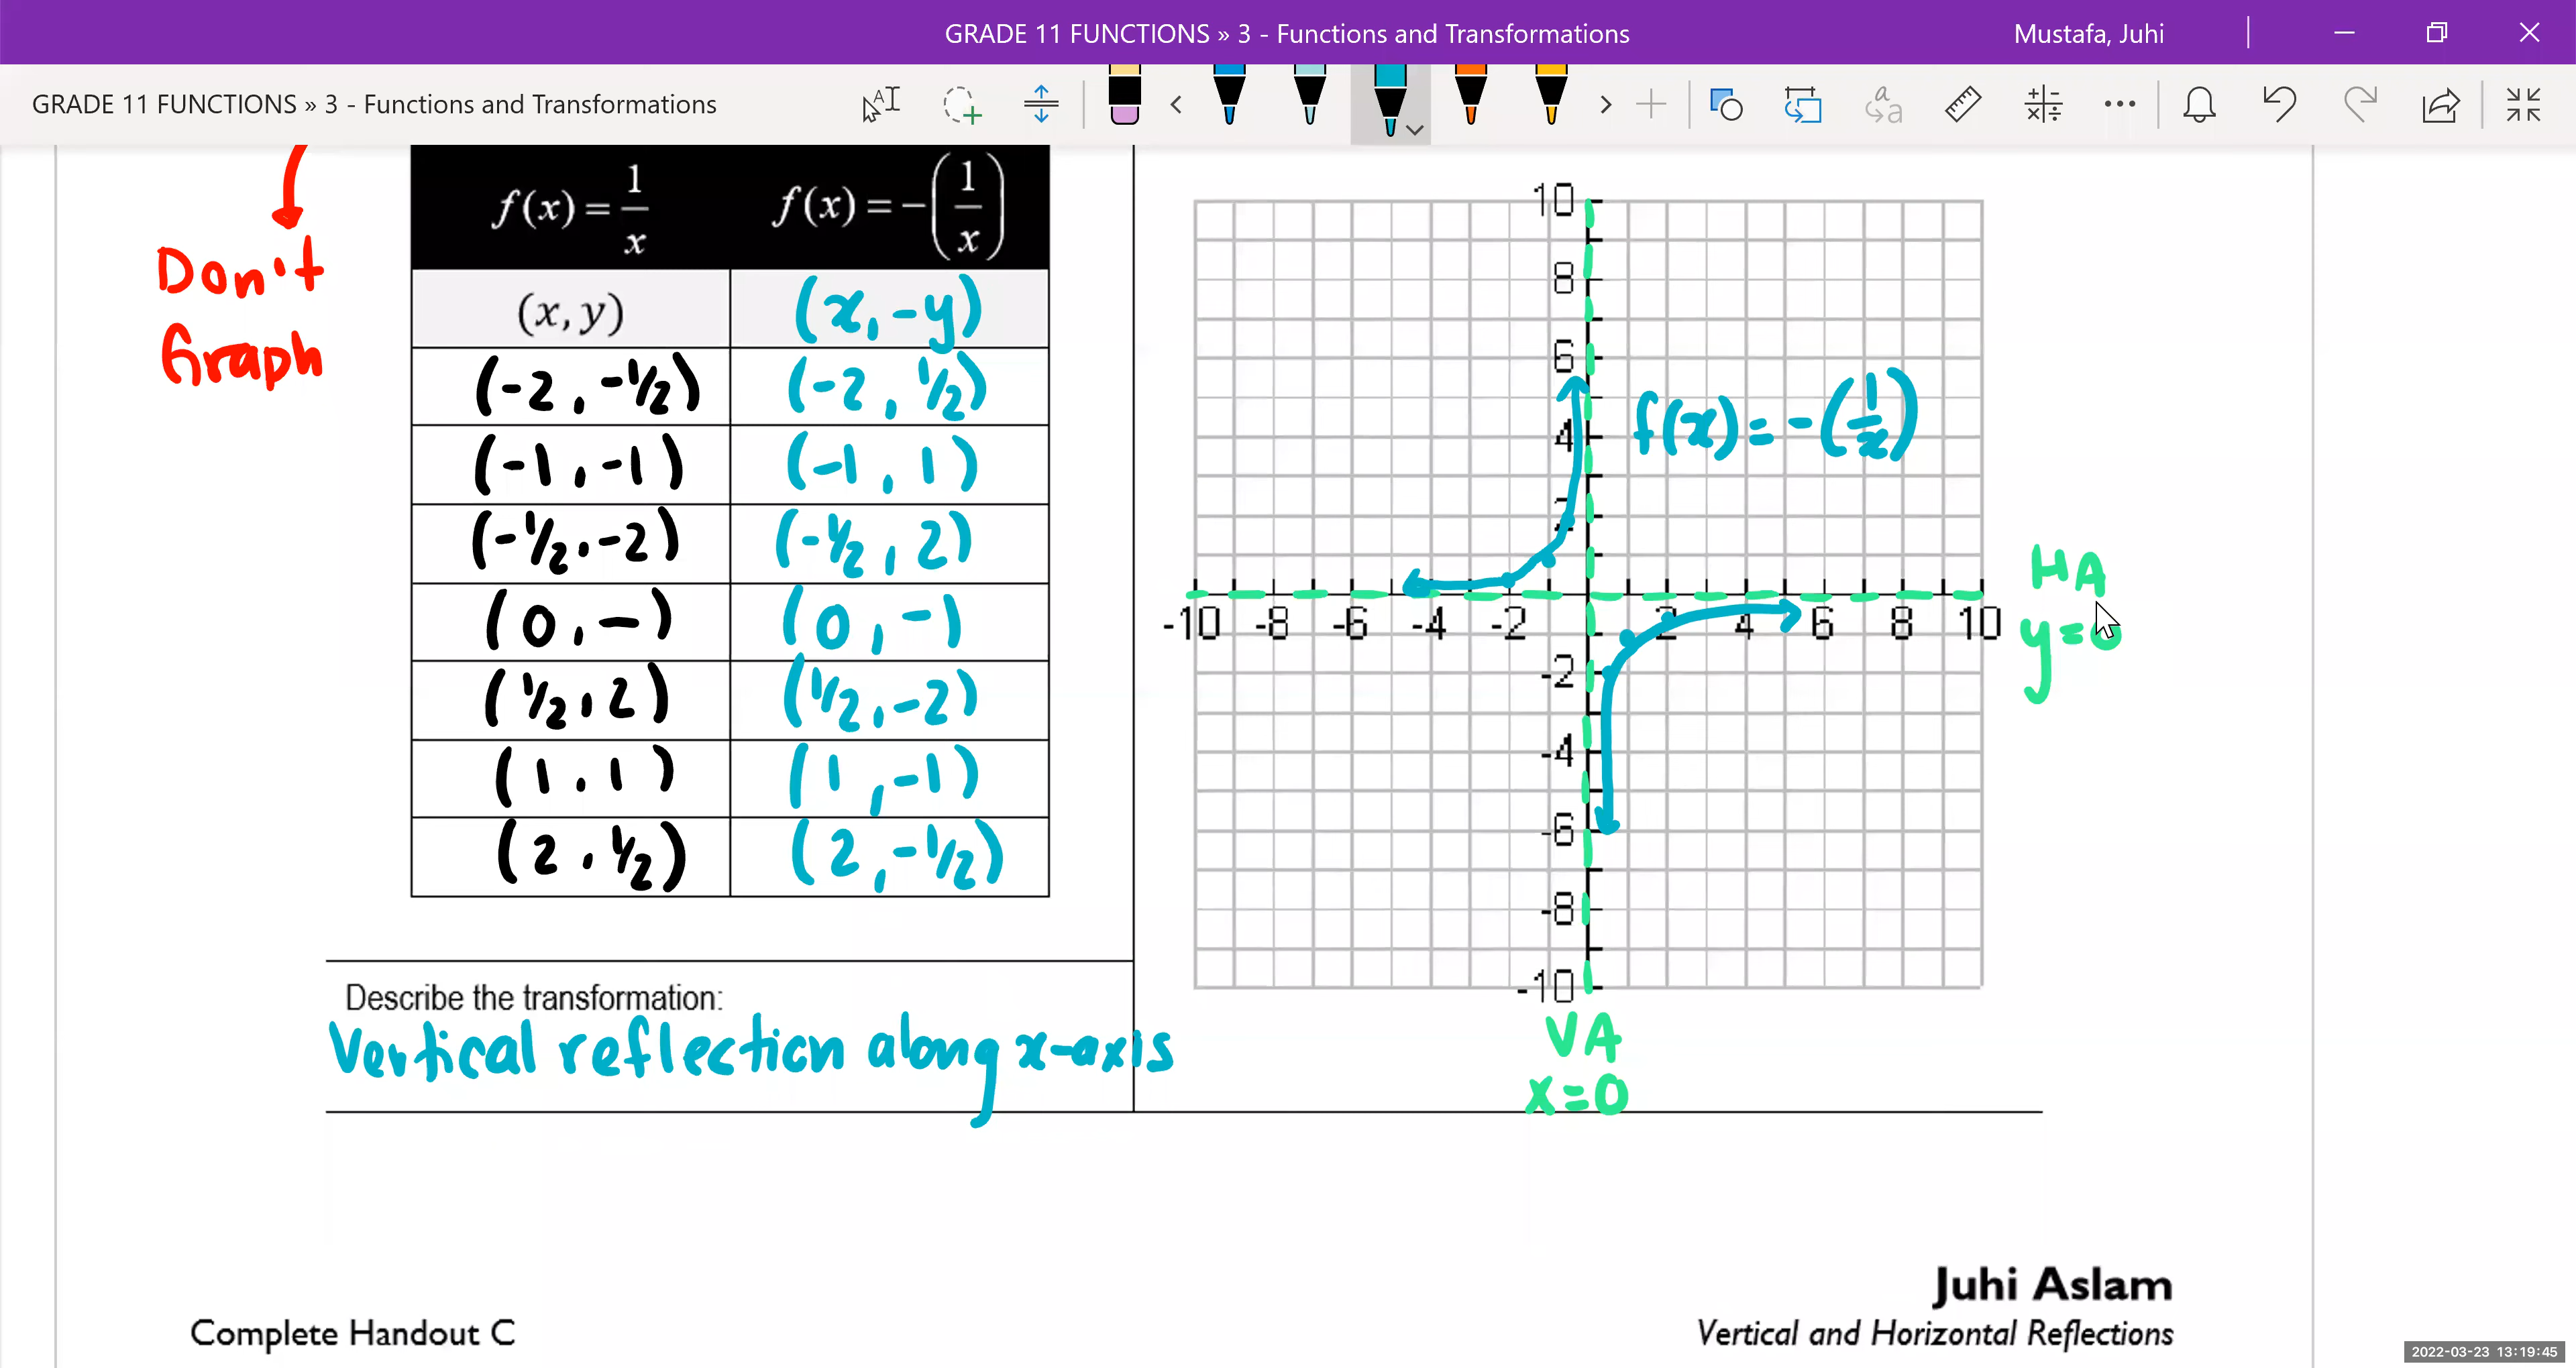 GRADE 11 FUNCTIONS » 3 - Functions and Transformations
Mustafa, Juhi
GRADE 11 FUNCTIONS » 3 - Functions and Transformations
Don't
Graph
f(x) = 1/x
f(x) = -(1/x)
(x, y)
(x, -y)
(-2, -1/2)
(-2, 1/2)
(-1, -1)
(-1, 1)
(-1/2, -2)
(-1/2, 2)
(0, -)
(0, -)
(1/2, 2)
(1/2, -2)
(1, 1)
(1, -1)
(2, 1/2)
(2, -1/2)
Describe the transformation:
Vertical reflection along x-axis
10
8
6
4
2
-10 -8 -6 -4 -2 2 4 6 8 10
-2
-4
-6
-8
-10
f(x) = -(1/x)
HA
y=0
VA
x=0
Complete Handout C
Juhi Aslam
Vertical and Horizontal Reflections
2022-03-23 13:19:45